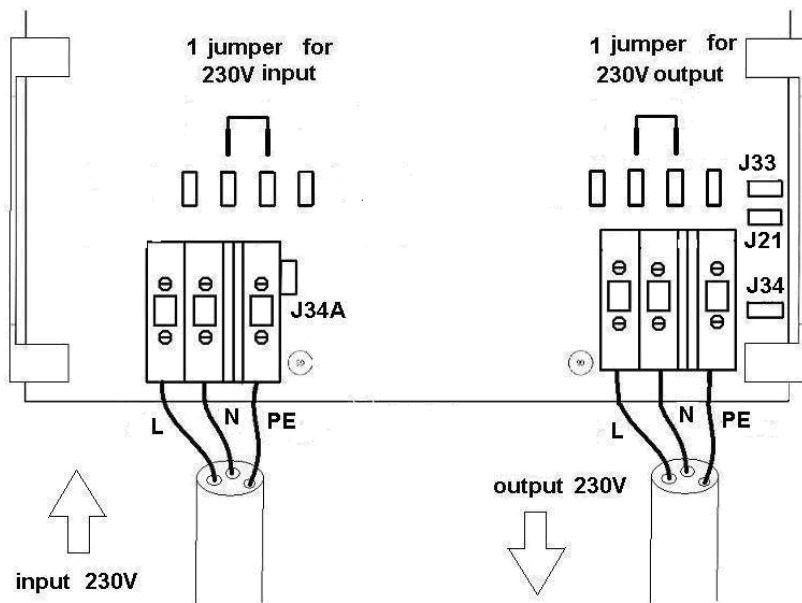 1 jumper for
230V input
1 jumper for
230V output
J33
J21
J34
J34A
L
N
PE
L
N
PE
input 230V
output 230V